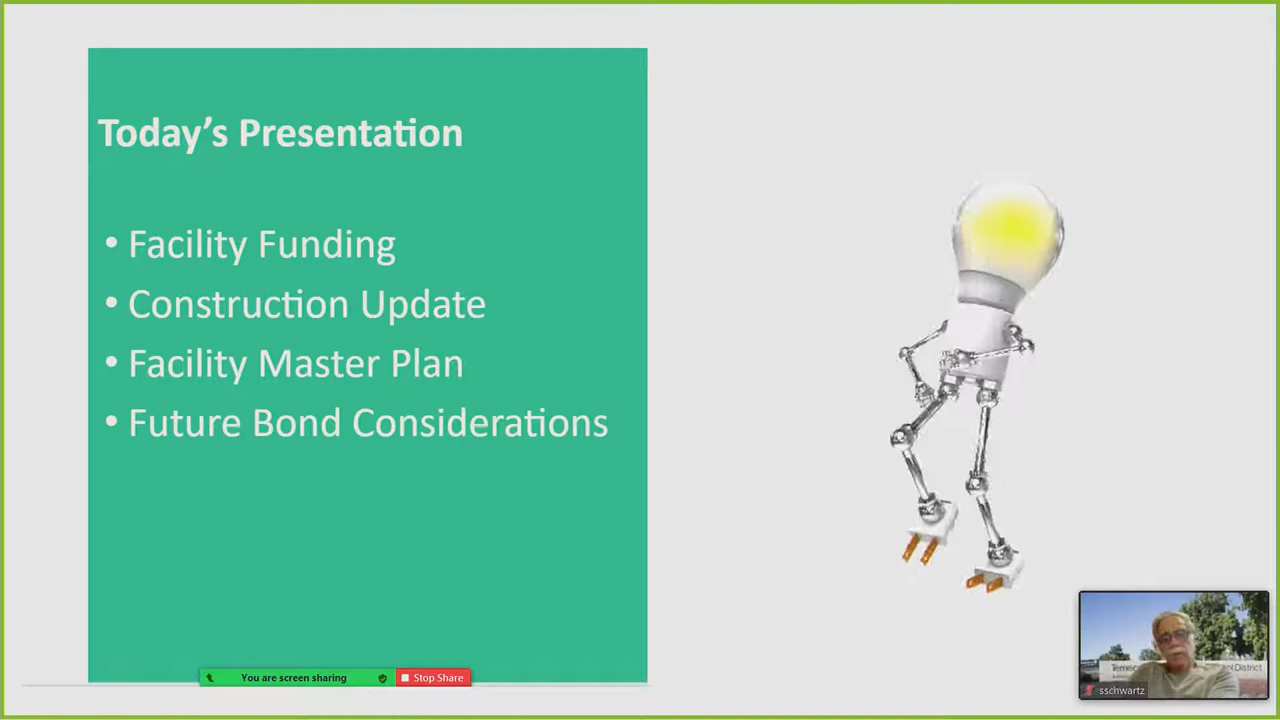 Today's Presentation
• Facility Funding
• Construction Update
• Facility Master Plan
• Future Bond Considerations
You are screen sharing
Stop Share
District
sschwartz